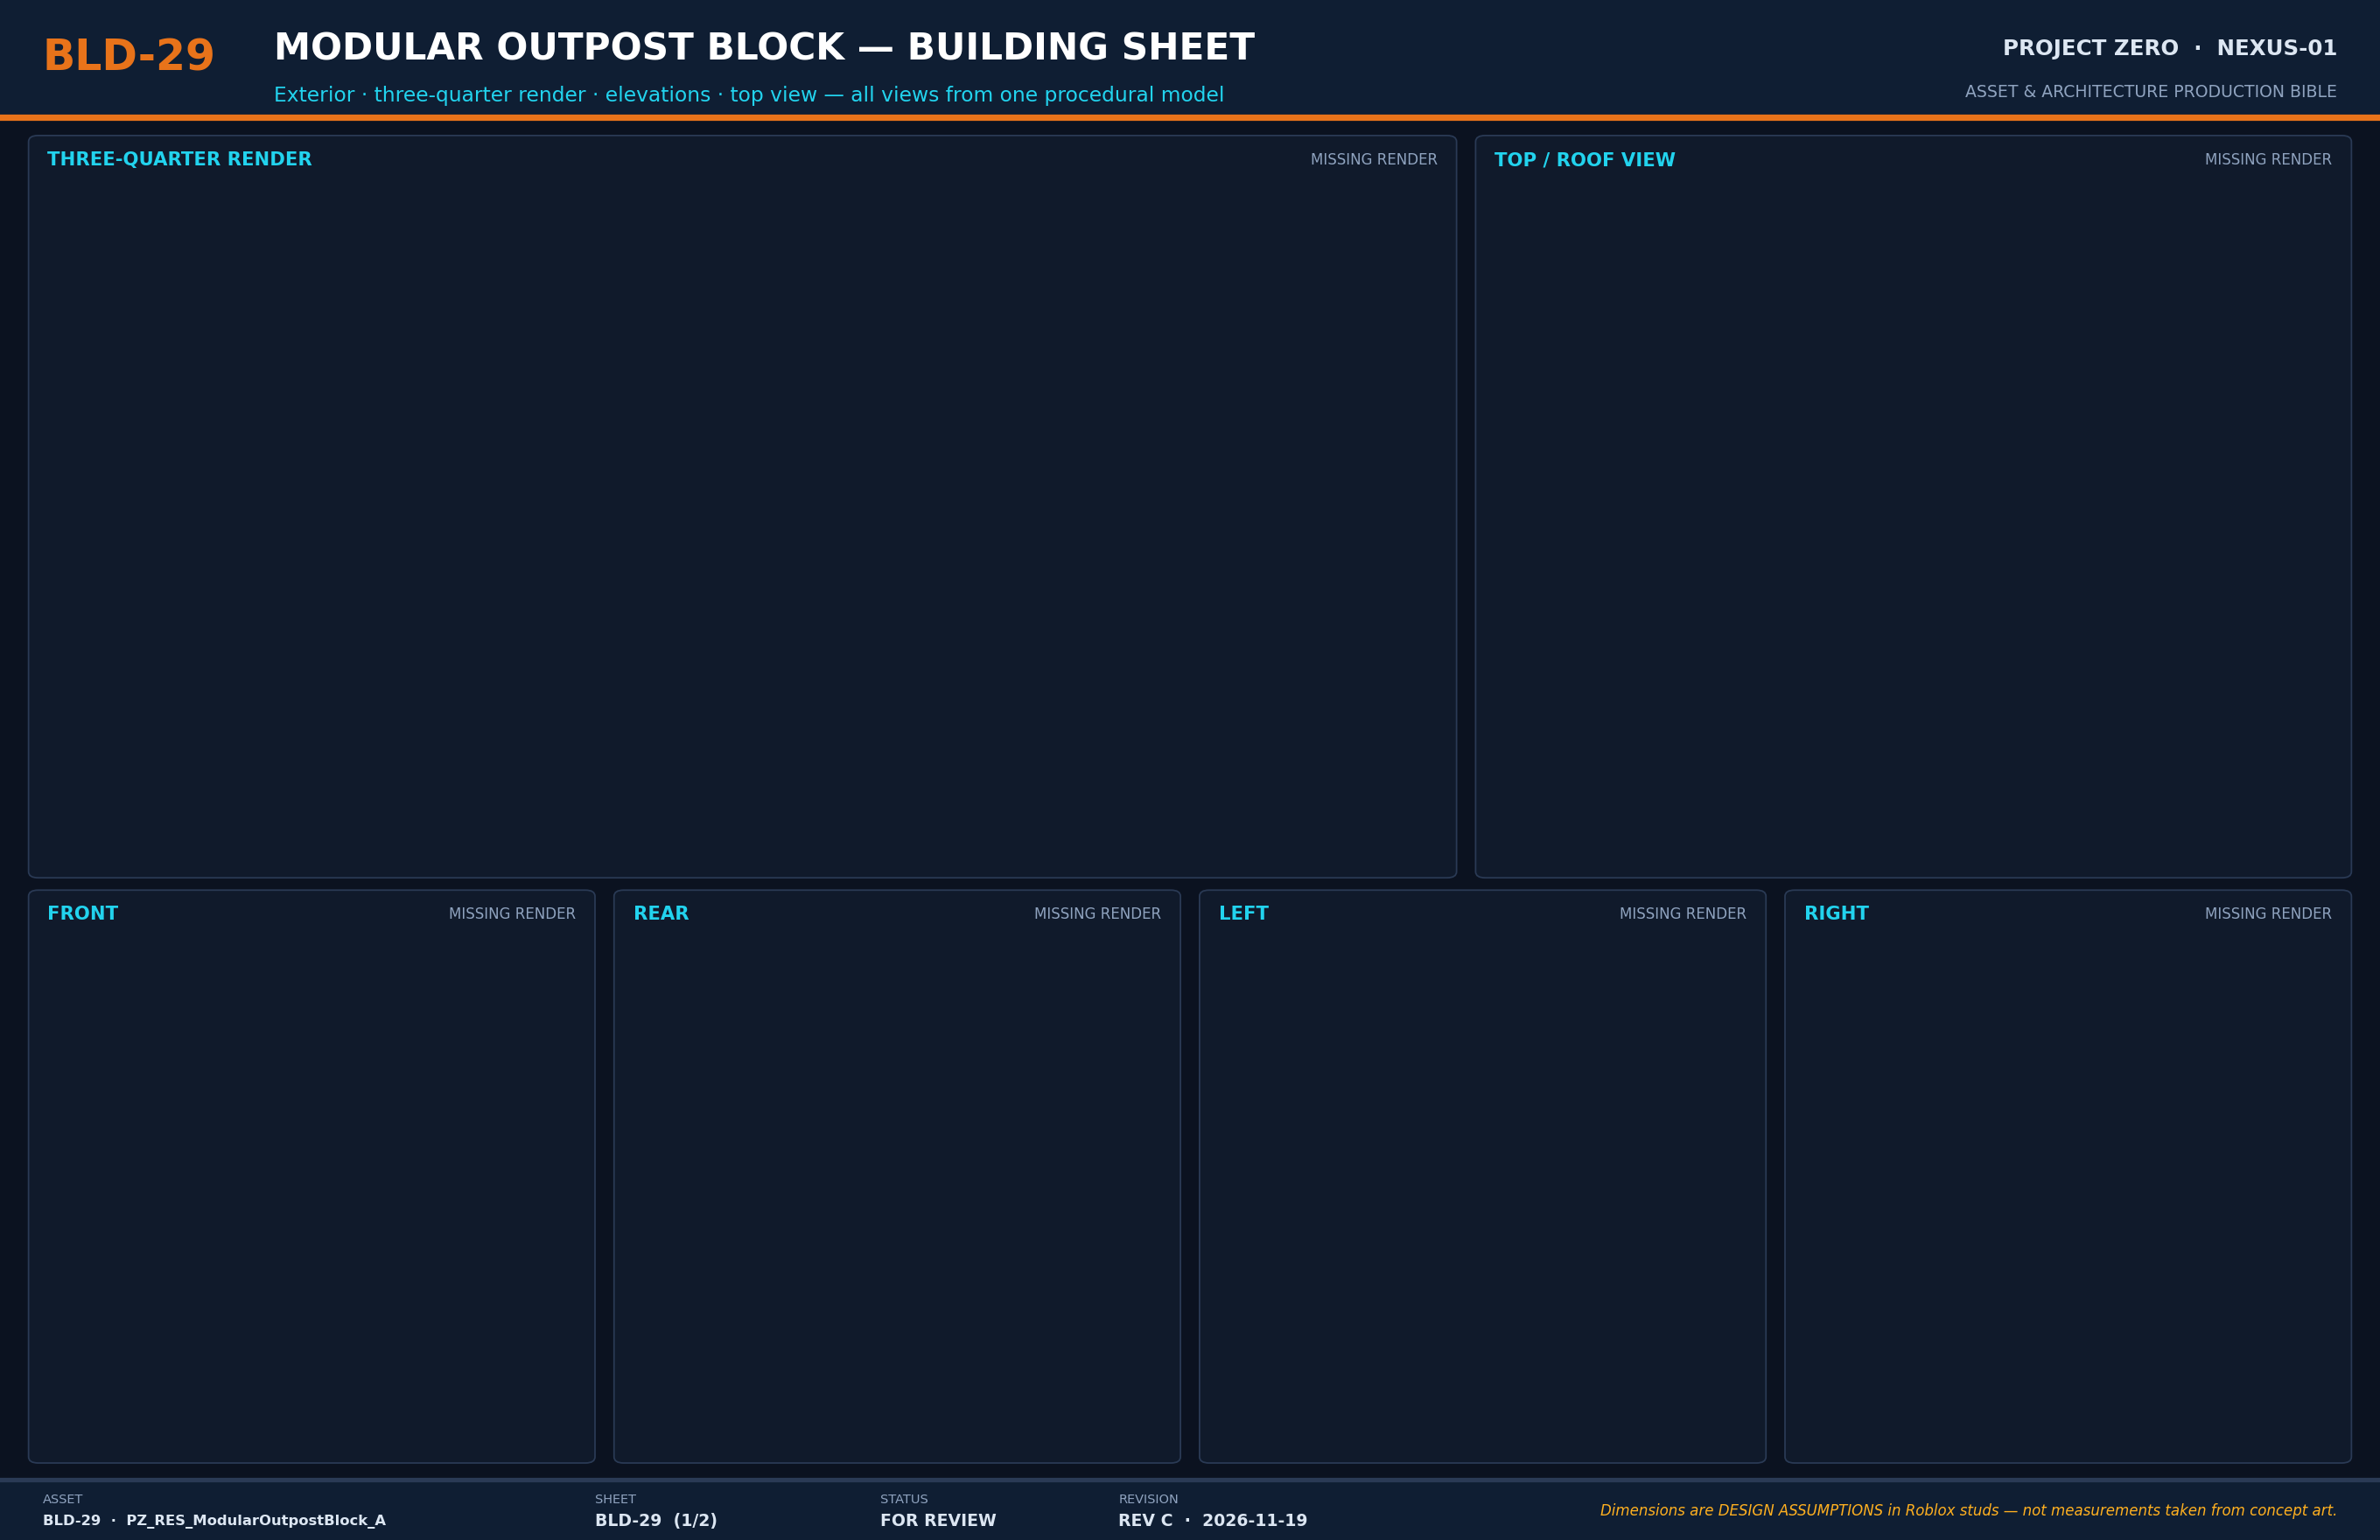 BLD-29
MODULAR OUTPOST BLOCK — BUILDING SHEET
Exterior · three-quarter render · elevations · top view — all views from one procedural model
PROJECT ZERO · NEXUS-01
ASSET & ARCHITECTURE PRODUCTION BIBLE
THREE-QUARTER RENDER
MISSING RENDER
TOP / ROOF VIEW
MISSING RENDER
FRONT
MISSING RENDER
REAR
MISSING RENDER
LEFT
MISSING RENDER
RIGHT
MISSING RENDER
ASSET
BLD-29 · PZ_RES_ModularOutpostBlock_A
SHEET
BLD-29 (1/2)
STATUS
FOR REVIEW
REVISION
REV C · 2026-11-19
Dimensions are DESIGN ASSUMPTIONS in Roblox studs — not measurements taken from concept art.